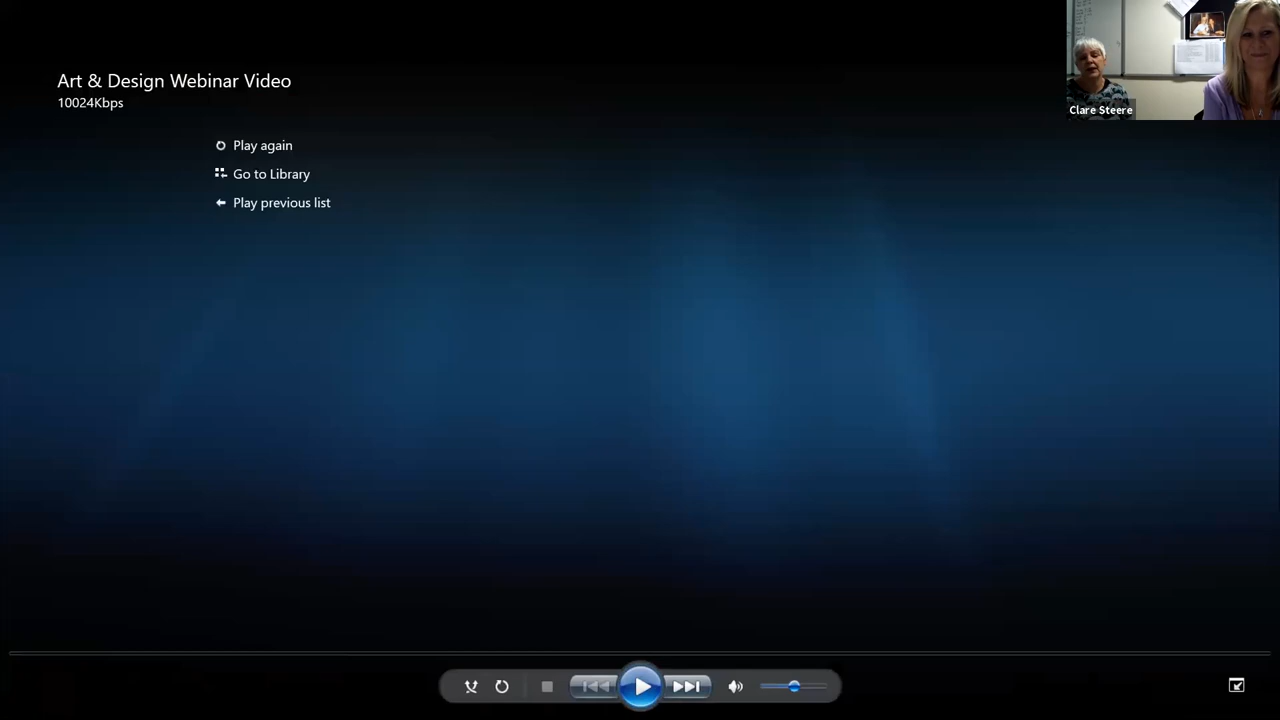 Art & Design Webinar Video
10024Kbps
Play again
Go to Library
Play previous list
Clare Steere